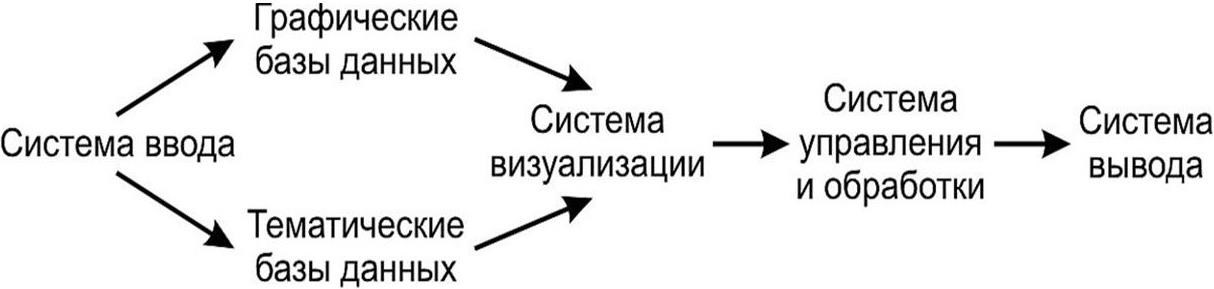 Графические
базы данных
Система ввода
Тематические
базы данных
Система
визуализации
Система
управления
и обработки
Система
вывода